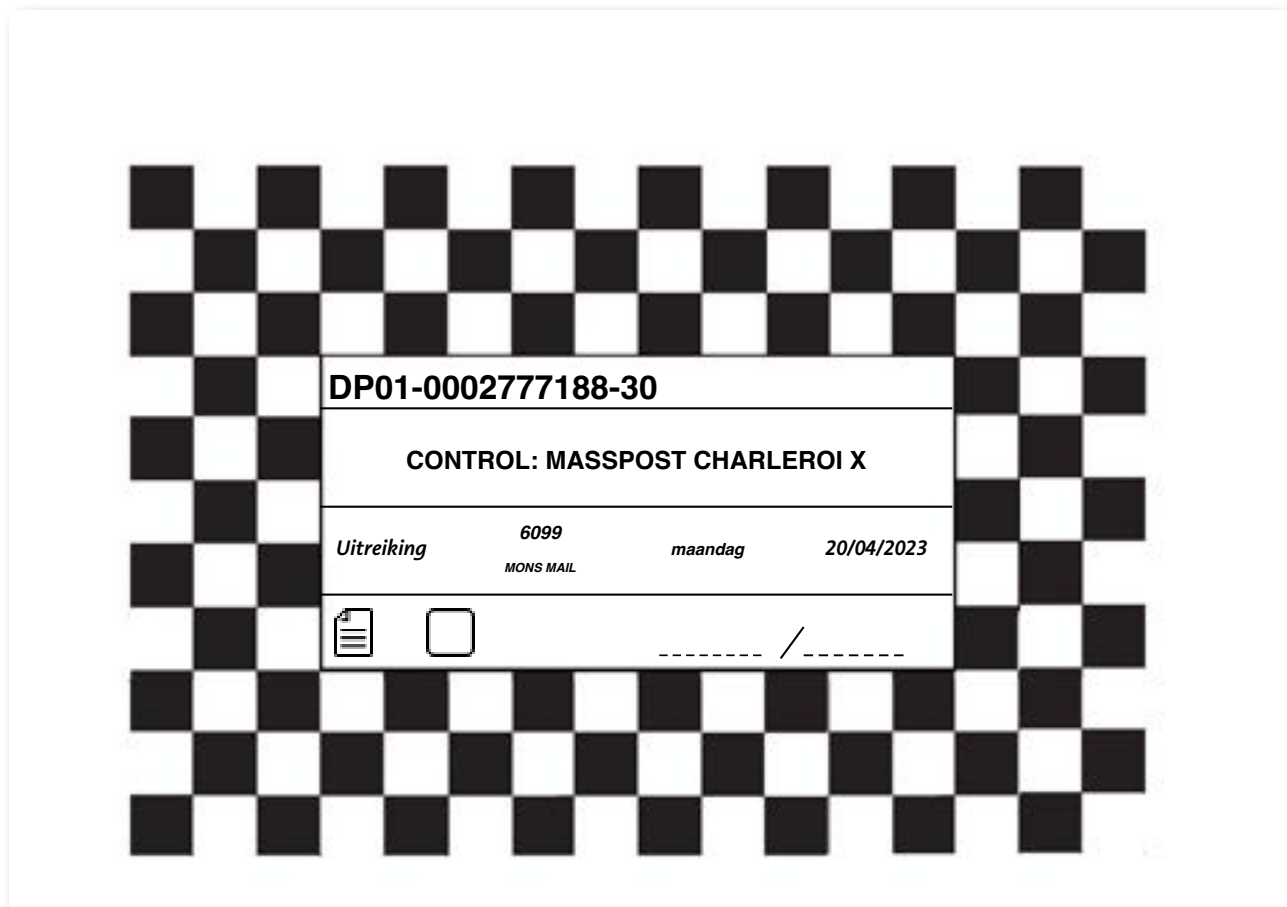 DP01-0002777188-30
CONTROL: MASSPOST CHARLEROI X
Uitreiking 6099 maandag 20/04/2023
MONS MAIL